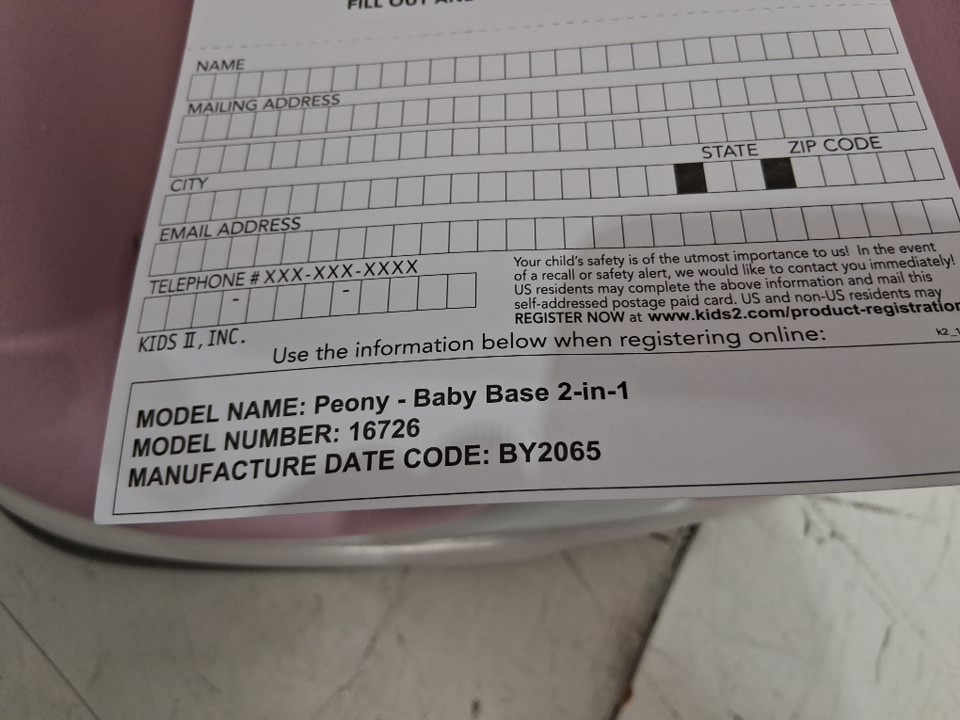 FILL OUT AND
NAME
MAILING ADDRESS
CITY
STATE
ZIP CODE
EMAIL ADDRESS
TELEPHONE # XXX-XXX-XXXX
- -
KIDS II, INC.
Your child's safety is of the utmost importance to us! In the event
of a recall or safety alert, we would like to contact you immediately!
US residents may complete the above information and mail this
self-addressed postage paid card. US and non-US residents may
REGISTER NOW at www.kids2.com/product-registration
Use the information below when registering online:
MODEL NAME: Peony - Baby Base 2-in-1
MODEL NUMBER: 16726
MANUFACTURE DATE CODE: BY2065